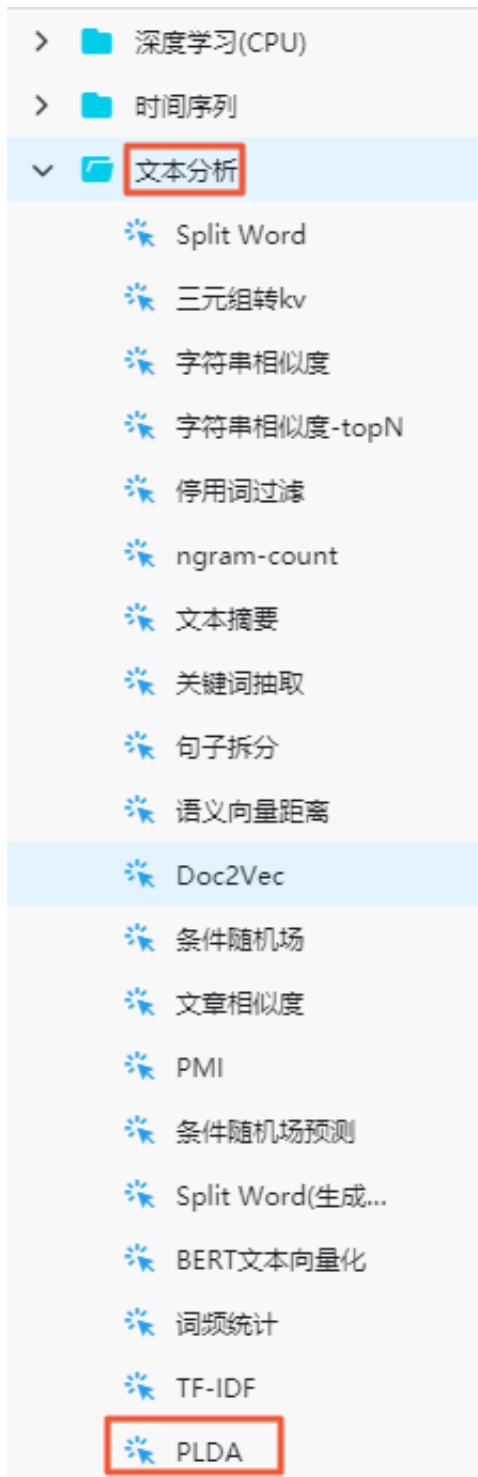 深度学习(CPU)
时间序列
文本分析
Split Word
三元组转kv
字符串相似度
字符串相似度-topN
停用词过滤
ngram-count
文本摘要
关键词抽取
句子拆分
语义向量距离
Doc2Vec
条件随机场
文章相似度
PMI
条件随机场预测
Split Word(生成...
BERT文本向量化
词频统计
TF-IDF
PLDA